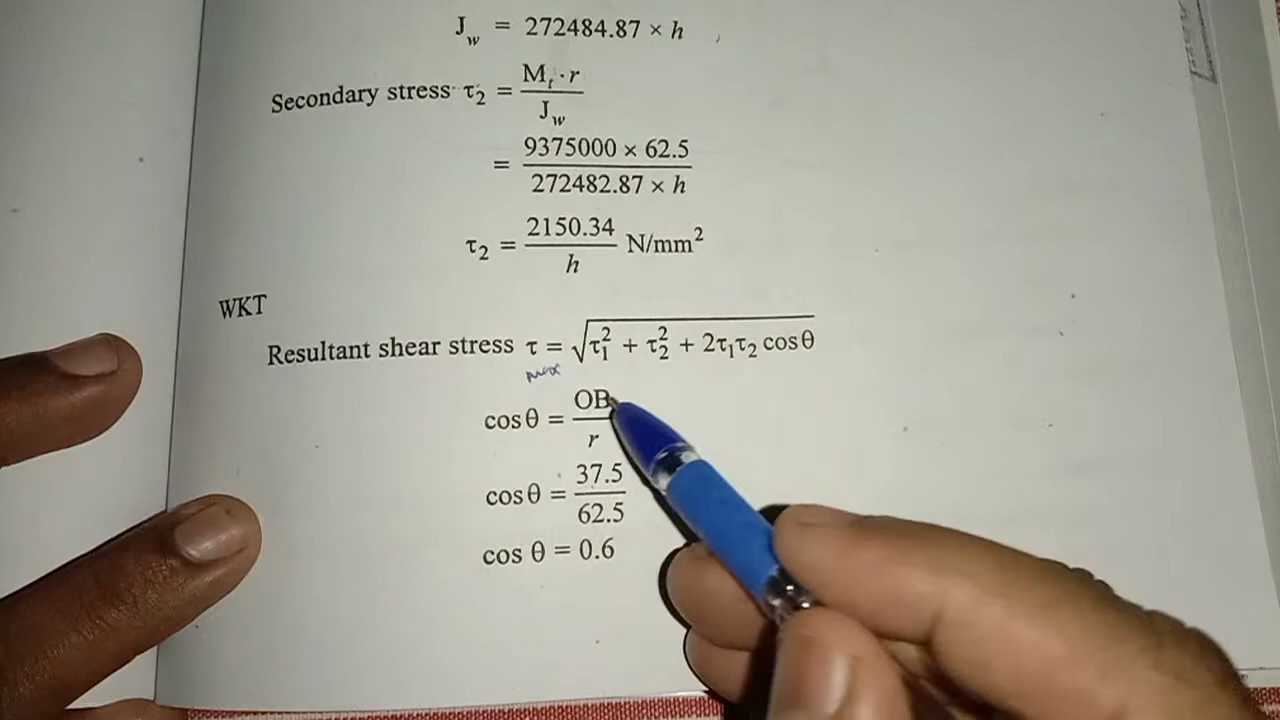 J_w = 272484.87 × h
Secondary stress τ₂ = M_t · r / J_w
= 9375000 × 62.5 / 272482.87 × h
τ₂ = 2150.34 / h N/mm²
WKT
Resultant shear stress τ = √(τ₁² + τ₂² + 2τ₁τ₂ cosθ)
max
cosθ = OB / r
cosθ = 37.5 / 62.5
cos θ = 0.6